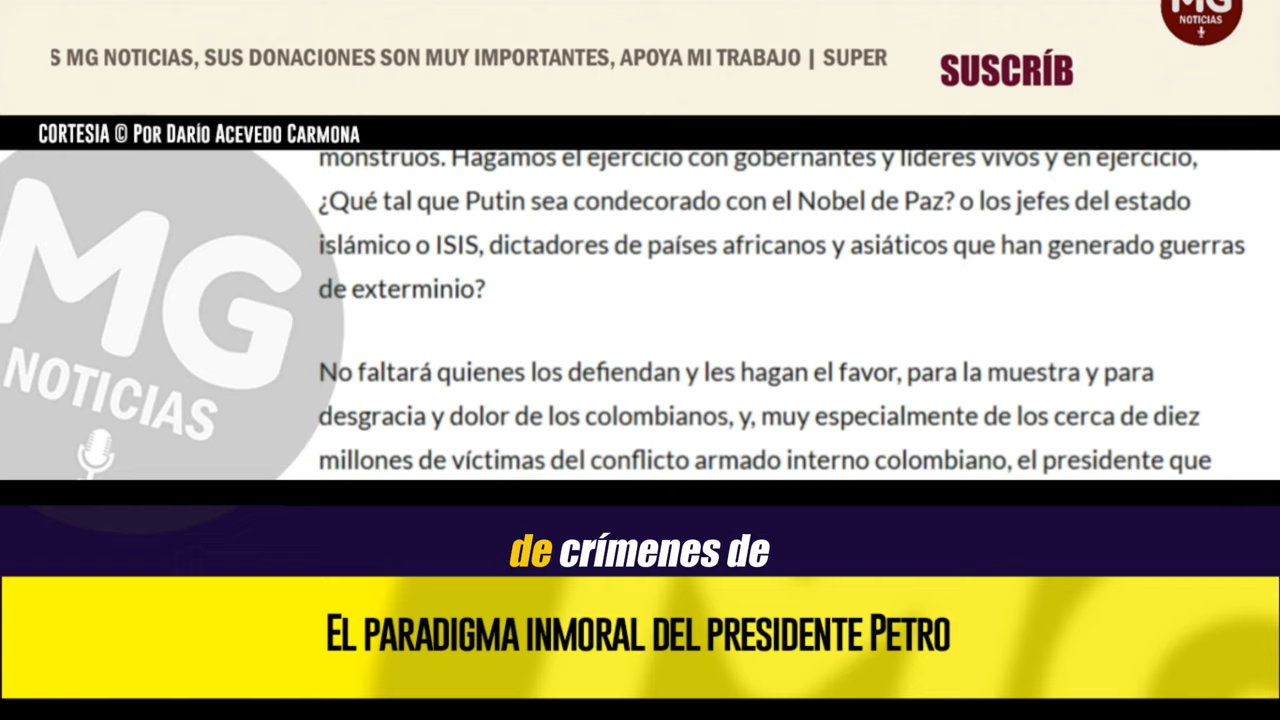 S MG NOTICIAS, SUS DONACIONES SON MUY IMPORTANTES, APOYA MI TRABAJO | SUPER
SUSCRÍB
MG
NOTICIAS
CORTESIA © POR DARÍO ACEVEDO CARMONA
monstruos. Hagamos el ejercicio con gobernantes y líderes vivos y en ejercicio,
¿Qué tal que Putin sea condecorado con el Nobel de Paz? o los jefes del estado
islámico o ISIS, dictadores de países africanos y asiáticos que han generado guerras
de exterminio?
No faltará quienes los defiendan y les hagan el favor, para la muestra y para
desgracia y dolor de los colombianos, y, muy especialmente de los cerca de diez
millones de víctimas del conflicto armado interno colombiano, el presidente que
MG
NOTICIAS
de crímenes de
EL PARADIGMA INMORAL DEL PRESIDENTE PETRO